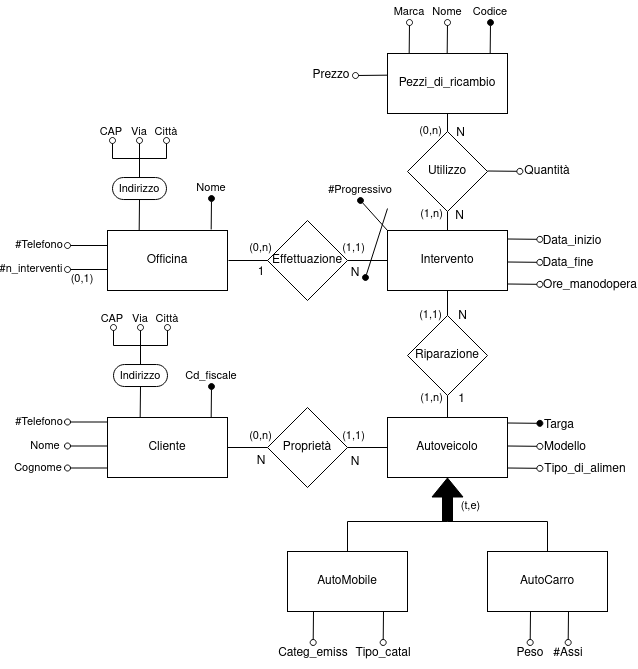 Marca Nome Codice
Prezzo
Pezzi_di_ricambio
(0,n) N
CAP Via Città
Utilizzo
Quantità
Indirizzo
Nome
#Progressivo
(1,n) N
#Telefono
Officina
(0,n)
Effettuazione
(1,1)
Intervento
Data_inizio
#n_interventi
1
N
Data_fine
(0,1)
Ore_manodopera
CAP Via Città
(1,1) N
Riparazione
Indirizzo
Cd_fiscale
(1,n) 1
#Telefono
Targa
Nome
Cliente
(0,n)
Proprietà
(1,1)
Autoveicolo
Modello
Cognome
N
N
Tipo_di_alimen
(t,e)
AutoMobile
AutoCarro
Categ_emiss Tipo_catal
Peso #Assi